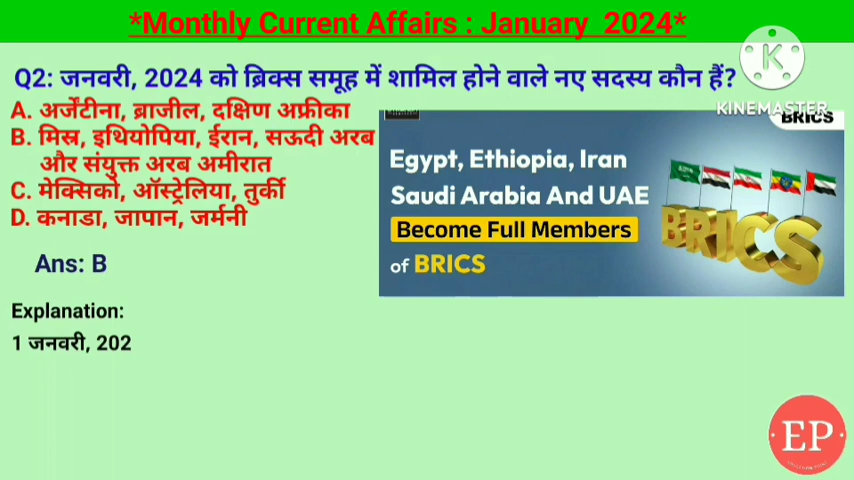 *Monthly Current Affairs : January 2024*
Q2: जनवरी, 2024 को ब्रिक्स समूह में शामिल होने वाले नए सदस्य कौन हैं?
A. अर्जेंटीना, ब्राजील, दक्षिण अफ्रीका
B. मिस्र, इथियोपिया, ईरान, सऊदी अरब
और संयुक्त अरब अमीरात
C. मेक्सिको, ऑस्ट्रेलिया, तुर्की
D. कनाडा, जापान, जर्मनी
Ans: B
Explanation:
1 जनवरी, 202
K
KINEMASTER
BRICS
Egypt, Ethiopia, Iran
Saudi Arabia And UAE
Become Full Members
of BRICS
BRICS
EP